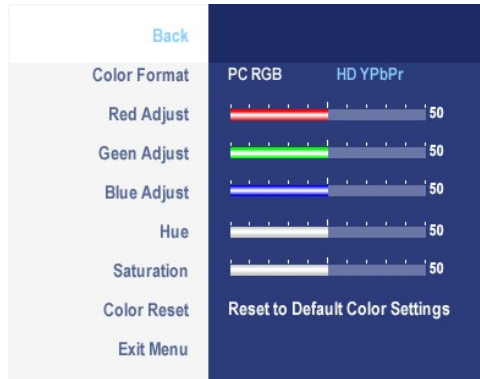 Back
Color Format PC RGB HD YPbPr
Red Adjust 50
Geen Adjust 50
Blue Adjust 50
Hue 50
Saturation 50
Color Reset Reset to Default Color Settings
Exit Menu